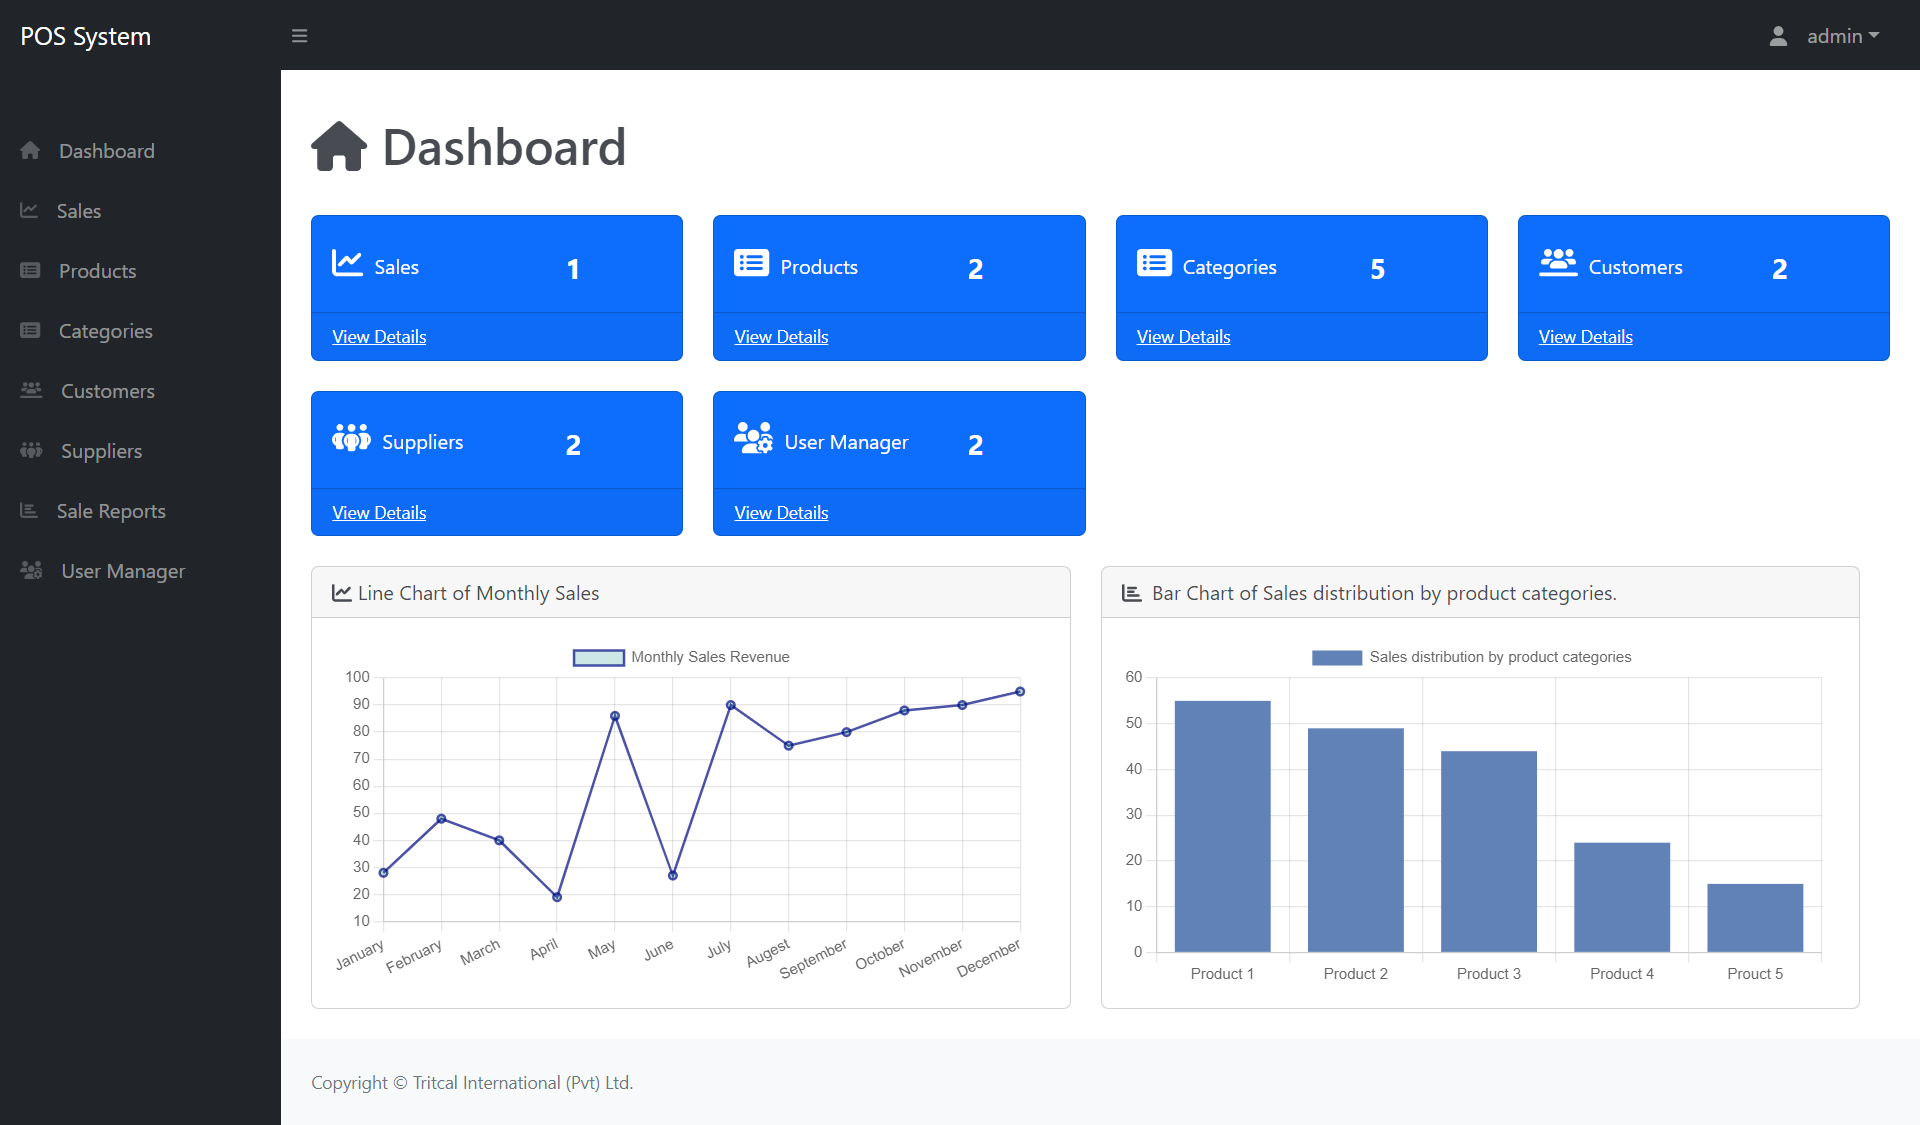 POS System
admin
Dashboard
Sales
Products
Categories
Customers
Suppliers
Sale Reports
User Manager
Dashboard
Sales 1
View Details
Products 2
View Details
Categories 5
View Details
Customers 2
View Details
Suppliers 2
View Details
User Manager 2
View Details
Line Chart of Monthly Sales
Monthly Sales Revenue
100
90
80
70
60
50
40
30
20
10
January February March April May June July Augest September October November December
Bar Chart of Sales distribution by product categories.
Sales distribution by product categories
60
50
40
30
20
10
0
Product 1 Product 2 Product 3 Product 4 Prouct 5
Copyright © Tritcal International (Pvt) Ltd.